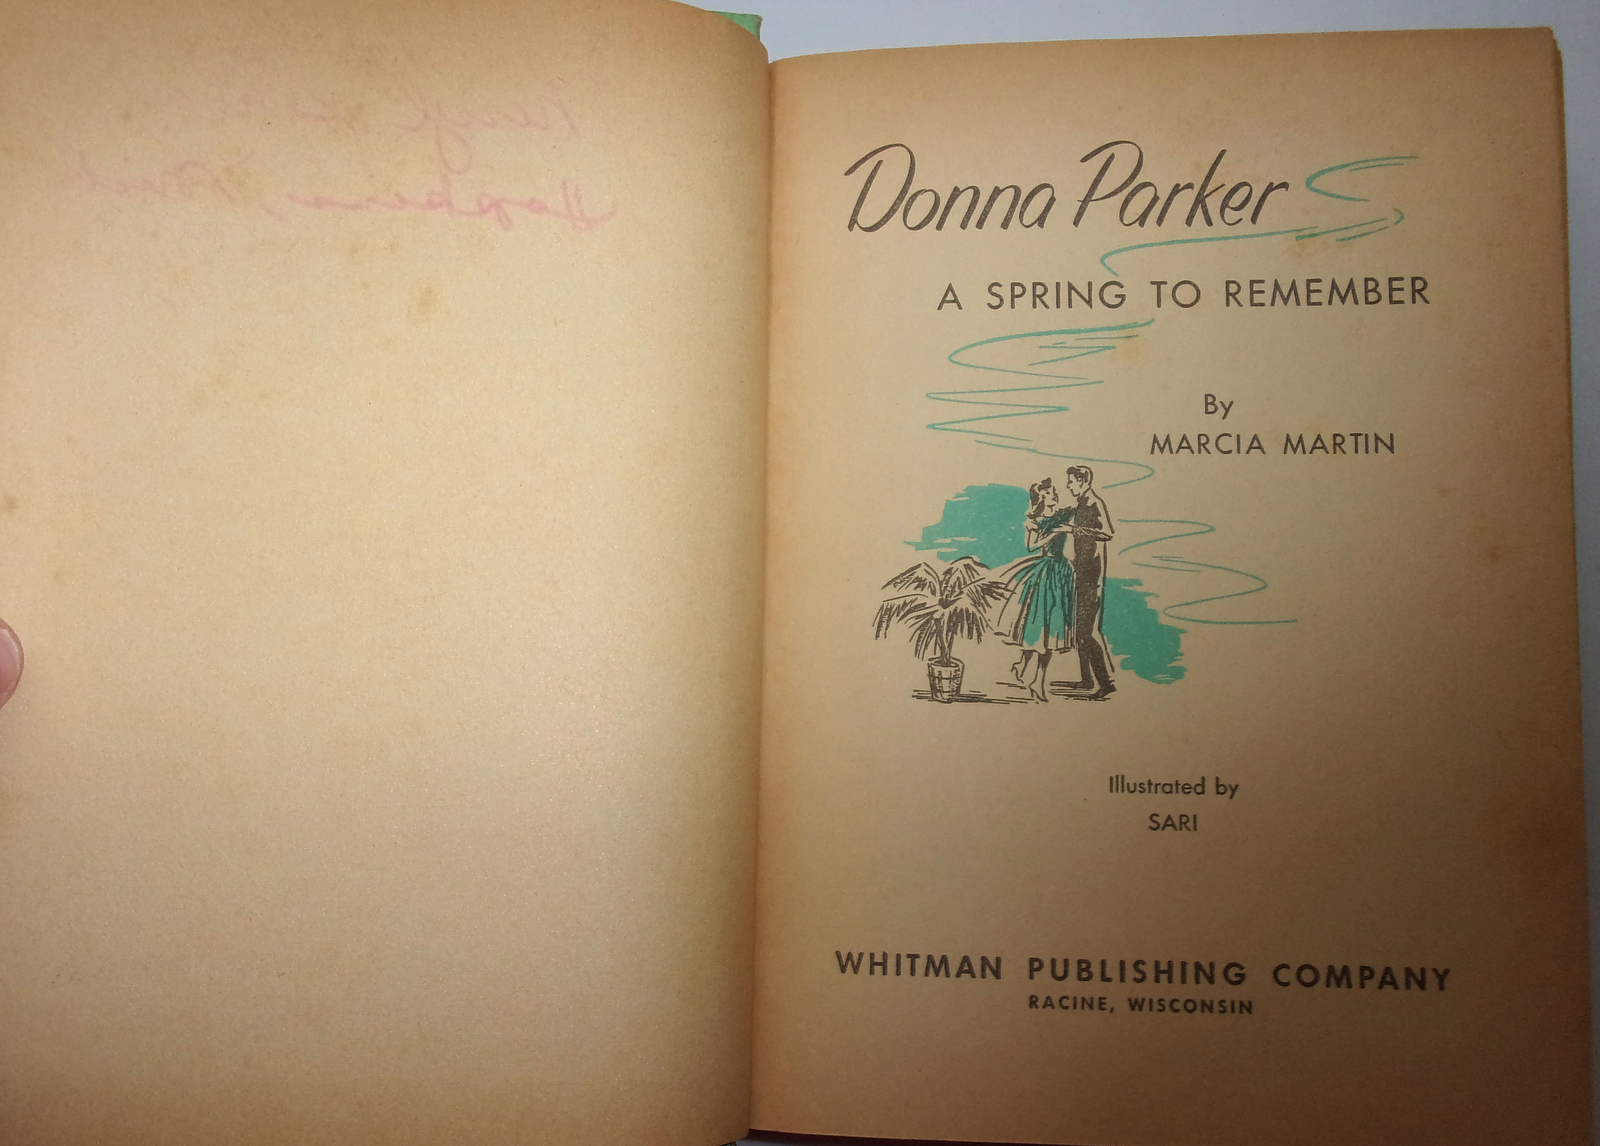 Donna Parker
A SPRING TO REMEMBER
By
MARCIA MARTIN
Illustrated by
SARI
WHITMAN PUBLISHING COMPANY
RACINE, WISCONSIN